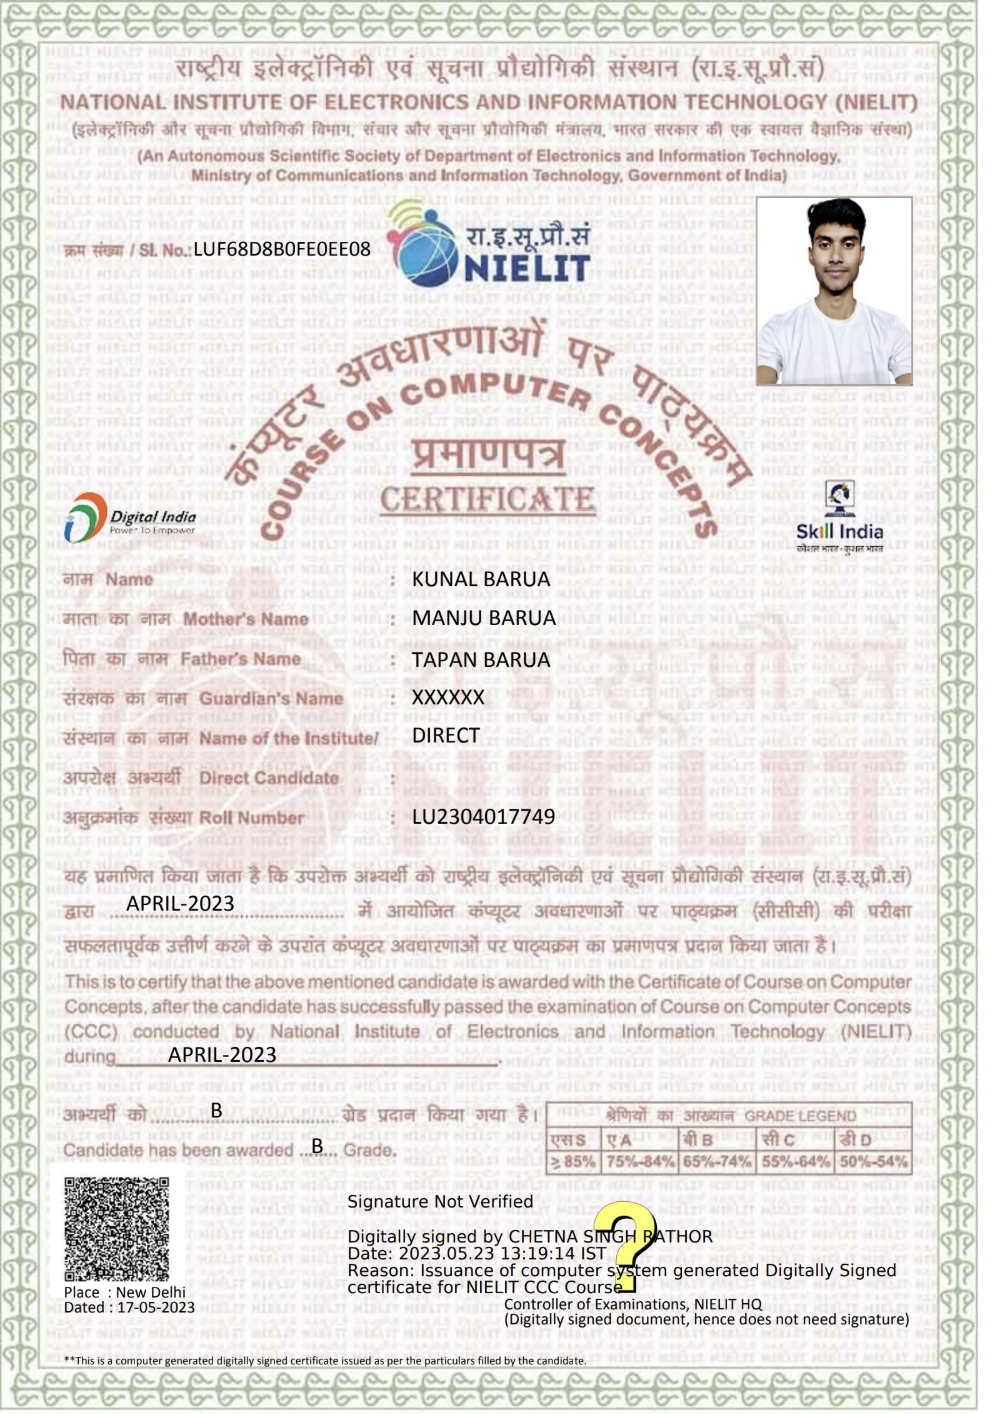 राष्ट्रीय इलेक्ट्रॉनिकी एवं सूचना प्रौद्योगिकी संस्थान (रा.इ.सू.प्रौ.सं)
NATIONAL INSTITUTE OF ELECTRONICS AND INFORMATION TECHNOLOGY (NIELIT)
(इलेक्ट्रॉनिकी और सूचना प्रौद्योगिकी विभाग, संचार और सूचना प्रौद्योगिकी मंत्रालय, भारत सरकार की एक स्वायत्त वैज्ञानिक संस्था)
(An Autonomous Scientific Society of Department of Electronics and Information Technology,
Ministry of Communications and Information Technology, Government of India)
क्रम संख्या / Sl. No.: LUF68D8B0FE0EE08
रा.इ.सू.प्रौ.सं
NIELIT
कंप्यूटर अवधारणाओं पर पाठ्यक्रम
COURSE ON COMPUTER CONCEPTS
प्रमाणपत्र
CERTIFICATE
Digital India
Power To Empower
Skill India
कौशल भारत-कुशल भारत
नाम Name : KUNAL BARUA
माता का नाम Mother's Name : MANJU BARUA
पिता का नाम Father's Name : TAPAN BARUA
संरक्षक का नाम Guardian's Name : XXXXXX
संस्थान का नाम Name of the Institute/ DIRECT
अपरोक्ष अभ्यर्थी Direct Candidate :
अनुक्रमांक संख्या Roll Number : LU2304017749
यह प्रमाणित किया जाता है कि उपरोक्त अभ्यर्थी को राष्ट्रीय इलेक्ट्रॉनिकी एवं सूचना प्रौद्योगिकी संस्थान (रा.इ.सू.प्रौ.सं)
द्वारा APRIL-2023 में आयोजित कंप्यूटर अवधारणाओं पर पाठ्यक्रम (सीसीसी) की परीक्षा
सफलतापूर्वक उत्तीर्ण करने के उपरांत कंप्यूटर अवधारणाओं पर पाठ्यक्रम का प्रमाणपत्र प्रदान किया जाता है।
This is to certify that the above mentioned candidate is awarded with the Certificate of Course on Computer
Concepts, after the candidate has successfully passed the examination of Course on Computer Concepts
(CCC) conducted by National Institute of Electronics and Information Technology (NIELIT)
during APRIL-2023.
अभ्यर्थी को B ग्रेड प्रदान किया गया है।
Candidate has been awarded B Grade.
श्रेणियों का आख्यान GRADE LEGEND
एस S ए A बी B सी C डी D
≥ 85% 75%-84% 65%-74% 55%-64% 50%-54%
Signature Not Verified
Digitally signed by CHETNA SINGH RATHOR
Date: 2023.05.23 13:19:14 IST
Reason: Issuance of computer system generated Digitally Signed
certificate for NIELIT CCC Course
Place : New Delhi
Dated : 17-05-2023
Controller of Examinations, NIELIT HQ
(Digitally signed document, hence does not need signature)
**This is a computer generated digitally signed certificate issued as per the particulars filled by the candidate.